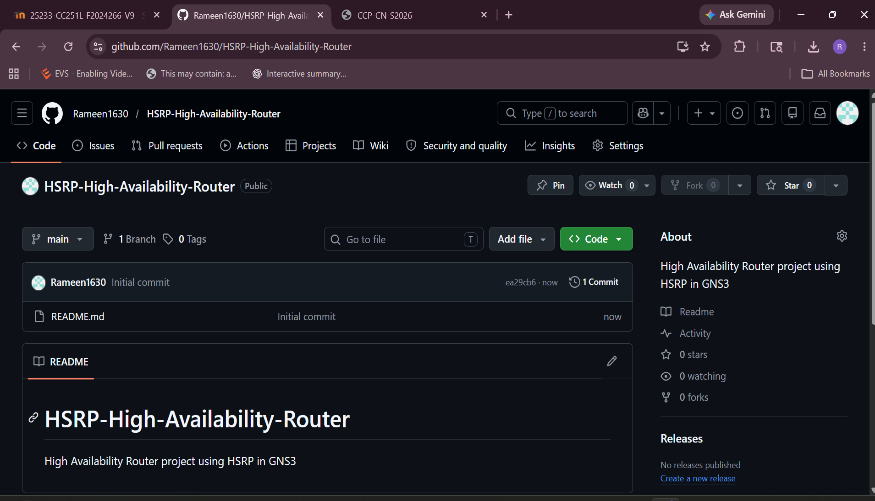 25233 CC251L F2024266 V9
Rameen1630/HSRP-High-Availa
CCP-CN-S2026
Ask Gemini
github.com/Rameen1630/HSRP-High-Availability-Router
R
EVS - Enabling Vide...
This may contain: a...
Interactive summary...
All Bookmarks
Rameen1630 / HSRP-High-Availability-Router
Type / to search
Code
Issues
Pull requests
Actions
Projects
Wiki
Security and quality
Insights
Settings
HSRP-High-Availability-Router Public
Pin
Watch 0
Fork 0
Star 0
main
1 Branch
0 Tags
Go to file T
Add file
Code
Rameen1630 Initial commit ea29cb6 · now 1 Commit
README.md Initial commit now
README
HSRP-High-Availability-Router
High Availability Router project using HSRP in GNS3
About
High Availability Router project using
HSRP in GNS3
Readme
Activity
0 stars
0 watching
0 forks
Releases
No releases published
Create a new release